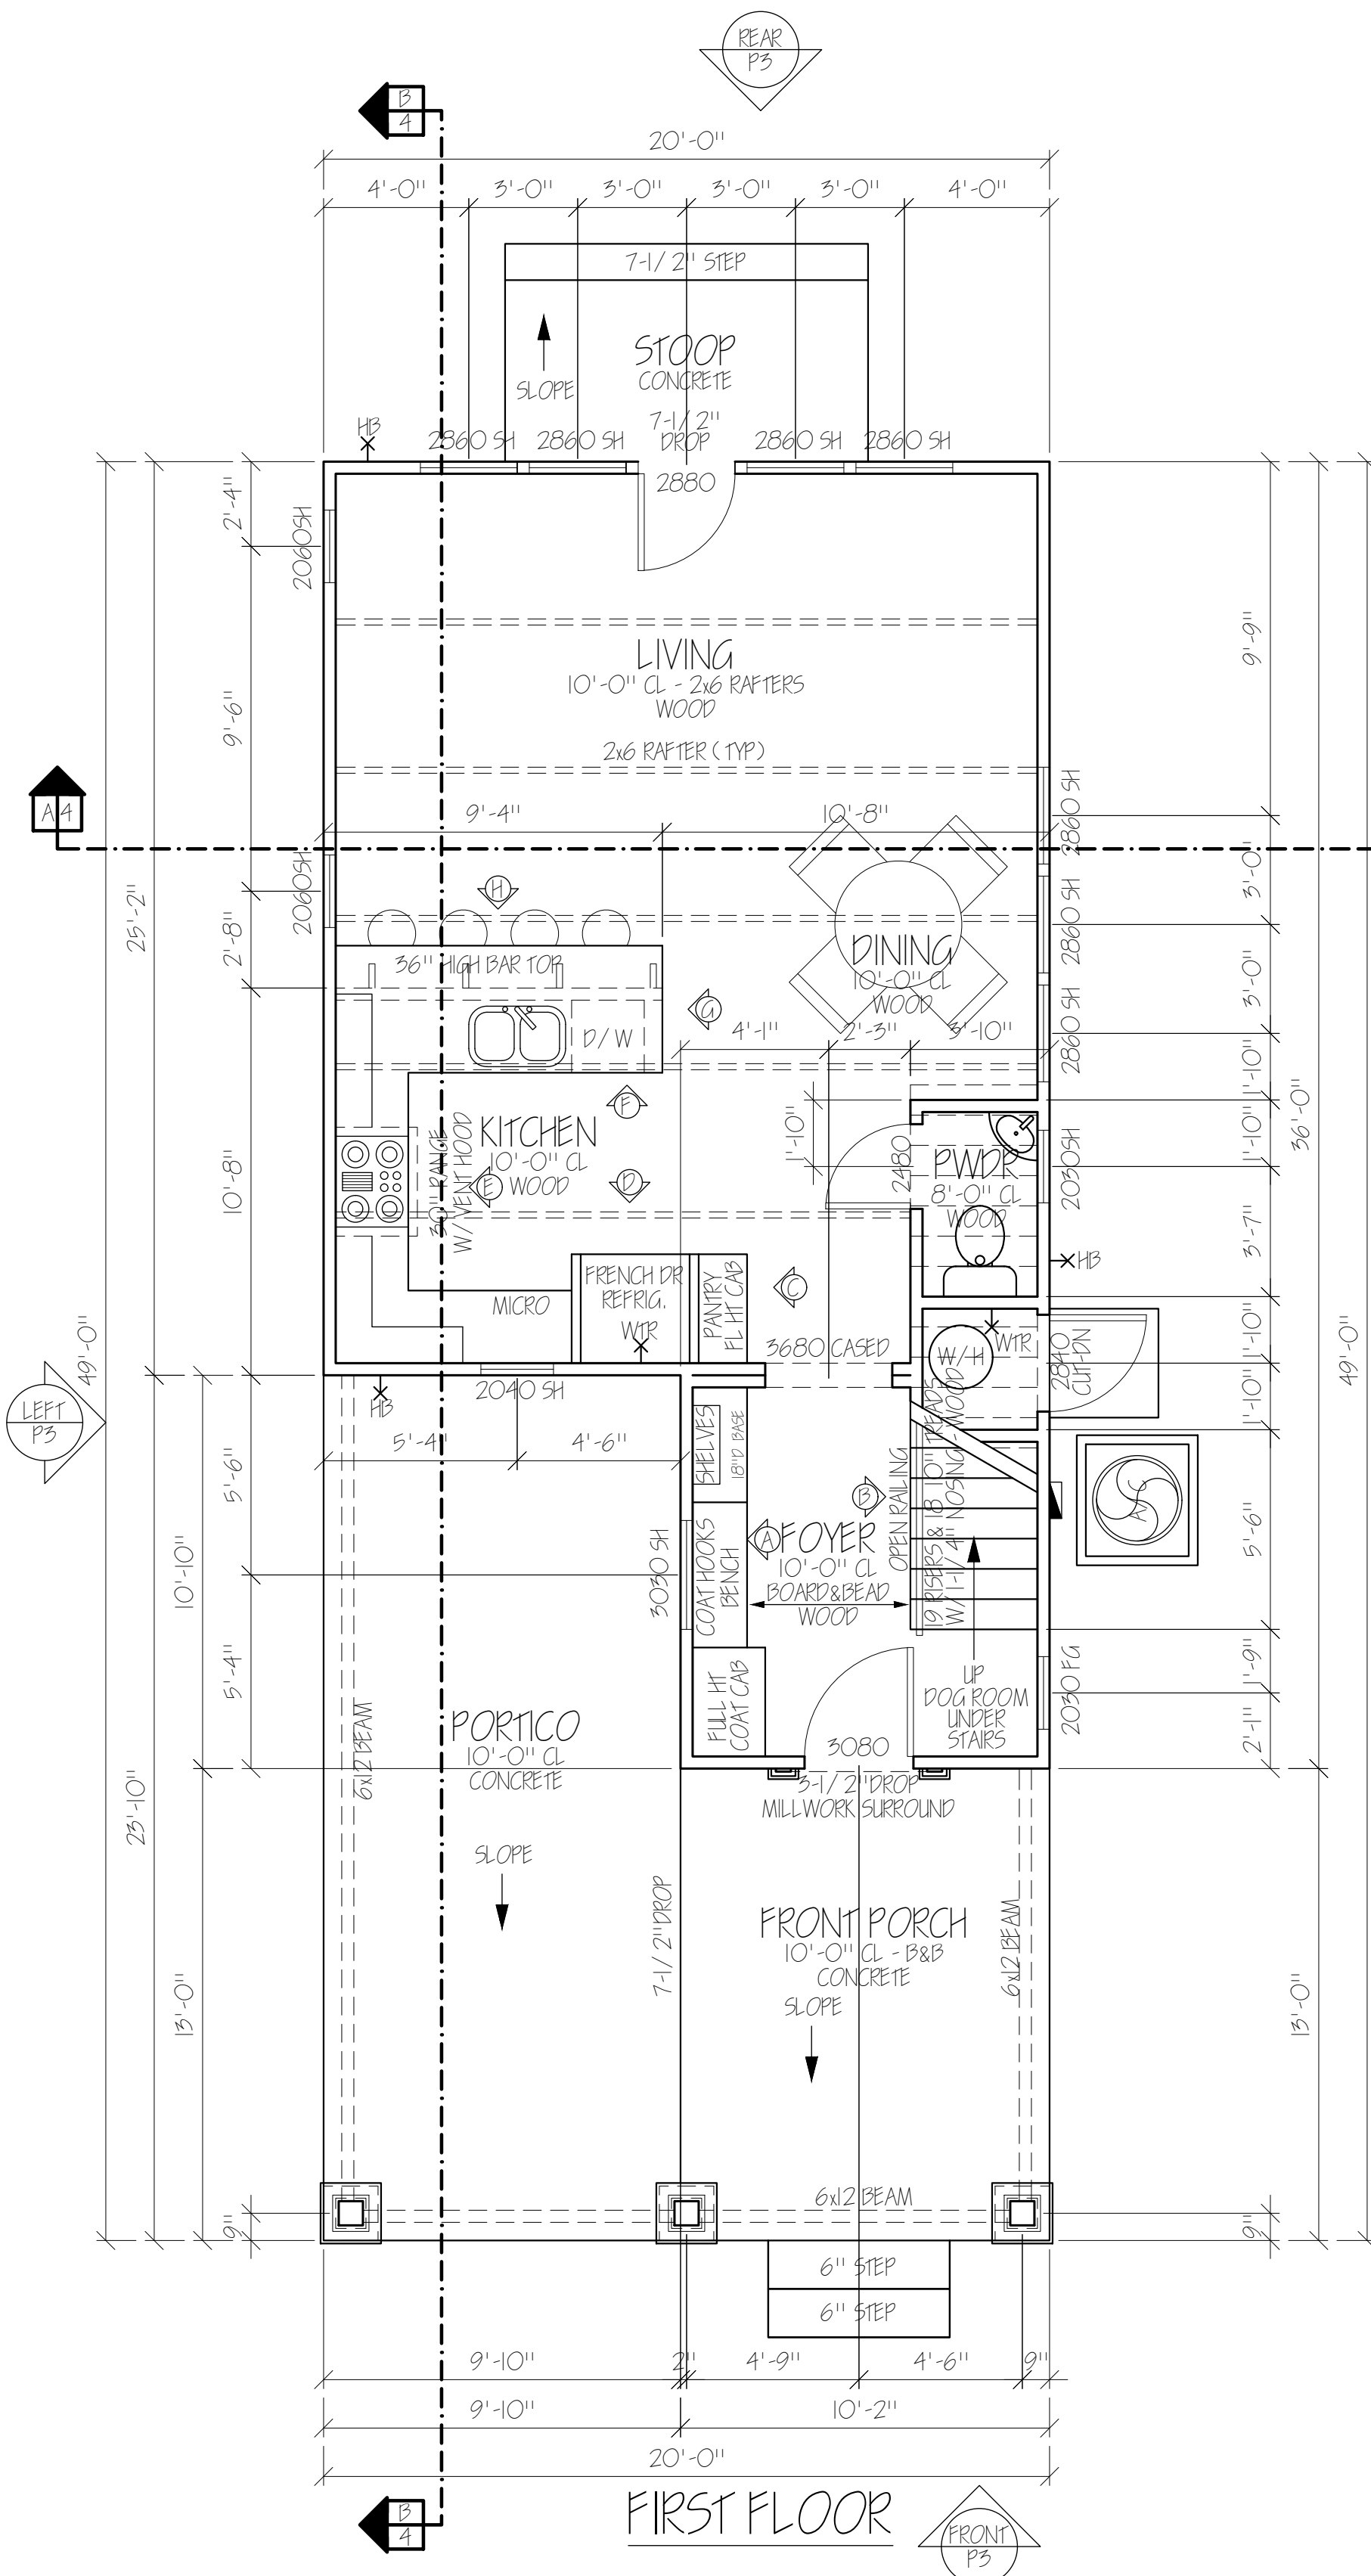 REAR
P3
B
4
20'-0"
4'-0" 3'-0" 3'-0" 3'-0" 3'-0" 4'-0"
7-1/2" STEP
STOOP
CONCRETE
SLOPE
7-1/2"
DROP
HB
2860 SH 2860 SH 2860 SH 2860 SH
2880
2'-4"
2060SH
LIVING
10'-0" CL - 2x6 RAFTERS
WOOD
9'-9"
9'-6"
2x6 RAFTER (TYP)
A 4
9'-4" 10'-8"
2860 SH
3'-0"
2060SH
H
25'-2"
2'-8"
36" HIGH BAR TOP
DINING
10'-0" CL
WOOD
2860 SH
3'-0"
G
D/W
4'-1" 2'-3" 3'-10"
2860 SH
1'-10"
36'-0"
F
KITCHEN
10'-0" CL
WOOD
30" RANGE
W/ VENT HOOD
E
D
10'-8"
1'-10"
2480
PWDR
8'-0" CL
WOOD
2030SH
1'-10"
3'-7"
HB
FRENCH DR
REFRIG.
WTR
PANTRY
FL HT CAB
C
MICRO
3680 CASED
W/H
WTR
2840
CUT-DN
1'-10"
1'-10"
49'-0"
49'-0"
LEFT
P3
HB
2040 SH
5'-4" 4'-6"
SHELVES
18"D BASE
5'-6"
B
OPEN RAILING
19 RISERS & 18 10" TREADS
W/ 1-1/4" NOSING-WOOD
A/C
5'-6"
A
FOYER
10'-0" CL
BOARD&BEAD
WOOD
3030 SH
COAT HOOKS
BENCH
10'-10"
5'-4"
FULL HT
COAT CAB
UP
DOG ROOM
UNDER
STAIRS
2030 FG
1'-9"
2'-1"
3080
3-1/2" DROP
MILLWORK SURROUND
6x12 BEAM
PORTICO
10'-0" CL
CONCRETE
23'-10"
SLOPE
7-1/2" DROP
FRONT PORCH
10'-0" CL - B&B
CONCRETE
SLOPE
6x12 BEAM
13'-0"
13'-0"
6x12 BEAM
9"
9"
6" STEP
6" STEP
9'-10" 2" 4'-9" 4'-6" 9"
9'-10" 10'-2"
20'-0"
FIRST FLOOR
B
4
FRONT
P3